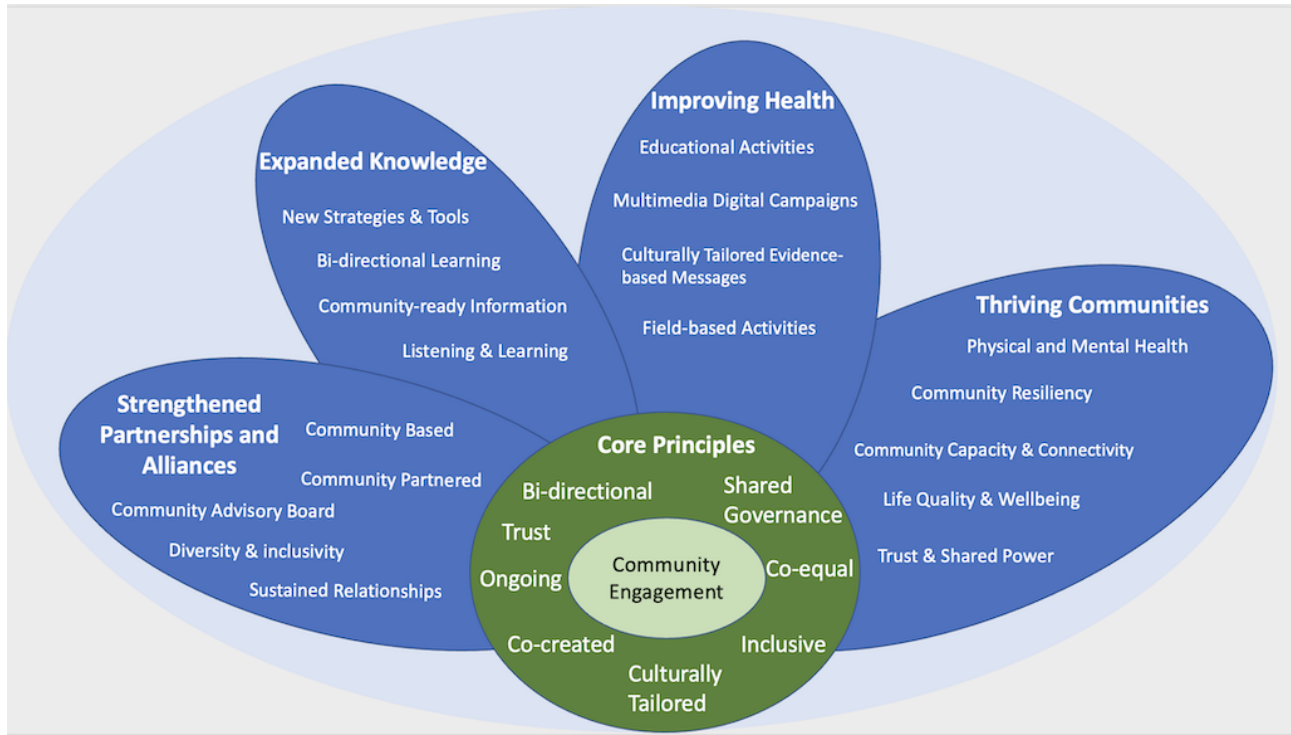 Improving Health
Educational Activities
Multimedia Digital Campaigns
Culturally Tailored Evidence-
based Messages
Field-based Activities
Expanded Knowledge
New Strategies & Tools
Bi-directional Learning
Community-ready Information
Listening & Learning
Thriving Communities
Physical and Mental Health
Community Resiliency
Community Capacity & Connectivity
Life Quality & Wellbeing
Trust & Shared Power
Strengthened
Partnerships and
Alliances
Community Based
Community Partnered
Community Advisory Board
Diversity & inclusivity
Sustained Relationships
Core Principles
Bi-directional
Shared
Governance
Trust
Ongoing
Co-equal
Community
Engagement
Co-created
Inclusive
Culturally
Tailored